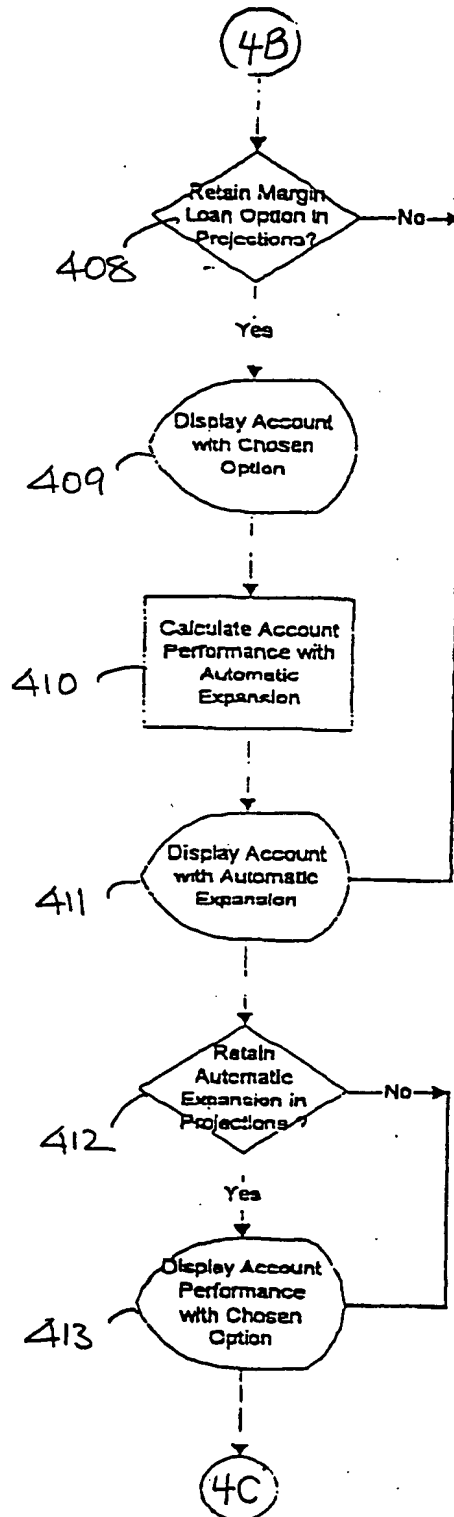 4B
Retain Margin
Loan Option in
Projections?
No
408
Yes
Display Account
with Chosen
Option
409
Calculate Account
Performance with
Automatic
Expansion
410
Display Account
with Automatic
Expansion
411
Retain
Automatic
Expansion in
Projections ?
No
412
Yes
Display Account
Performance
with Chosen
Option
413
4C